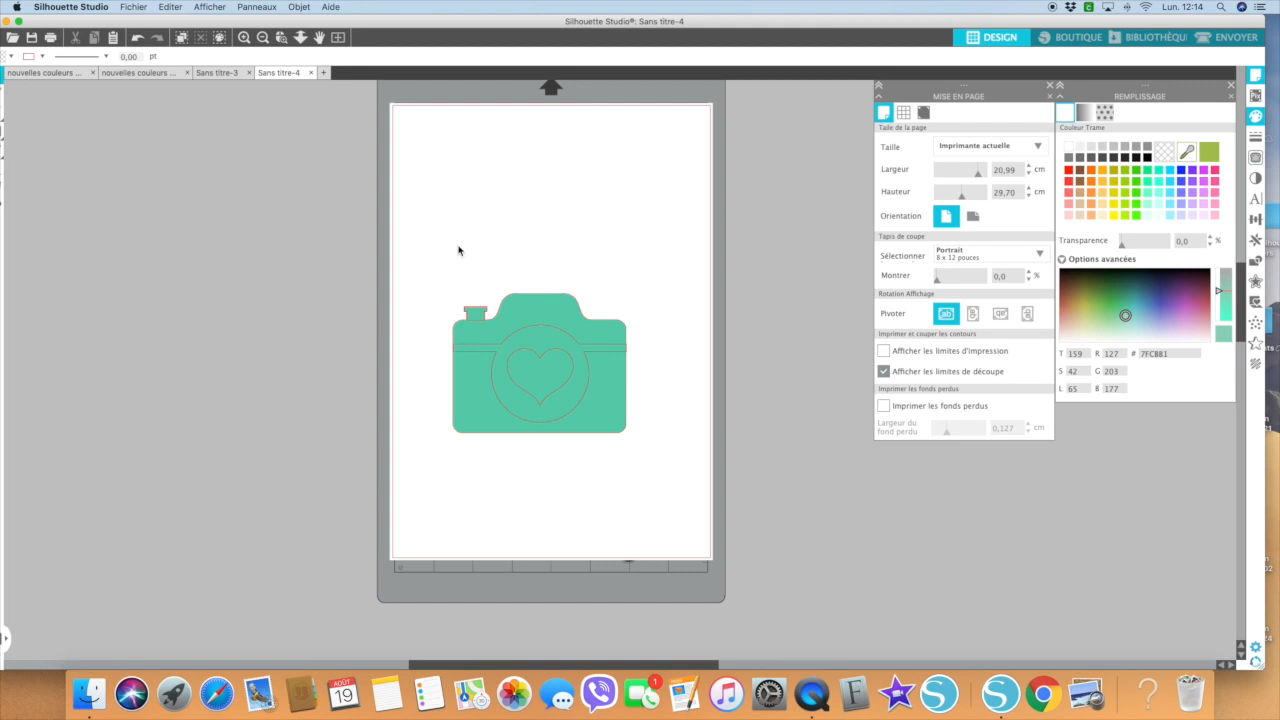 Silhouette Studio Fichier Editer Afficher Panneaux Objet Aide Lun. 12:14
Silhouette Studio®: Sans titre-4
DESIGN BOUTIQUE BIBLIOTHÈQU ENVOYER
0,00 pt
nouvelles couleurs ... × nouvelles couleurs ... × Sans titre-3 × Sans titre-4 × +
MISE EN PAGE
Taille de la page
Taille Imprimante actuelle
Largeur 20,99 cm
Hauteur 29,70 cm
Orientation
Tapis de coupe
Sélectionner Portrait
8 x 12 pouces
Montrer 0,0 %
Rotation Affichage
Pivoter
Imprimer et couper les contours
Afficher les limites d'impression
Afficher les limites de découpe
Imprimer les fonds perdus
Imprimer les fonds perdus
Largeur du
fond perdu 0,127 cm
REMPLISSAGE
Couleur Trame
Transparence 0,0 %
Options avancées
T 159 R 127 # 7FCBB1
S 42 G 203
L 65 B 177
AOÛT
19
1